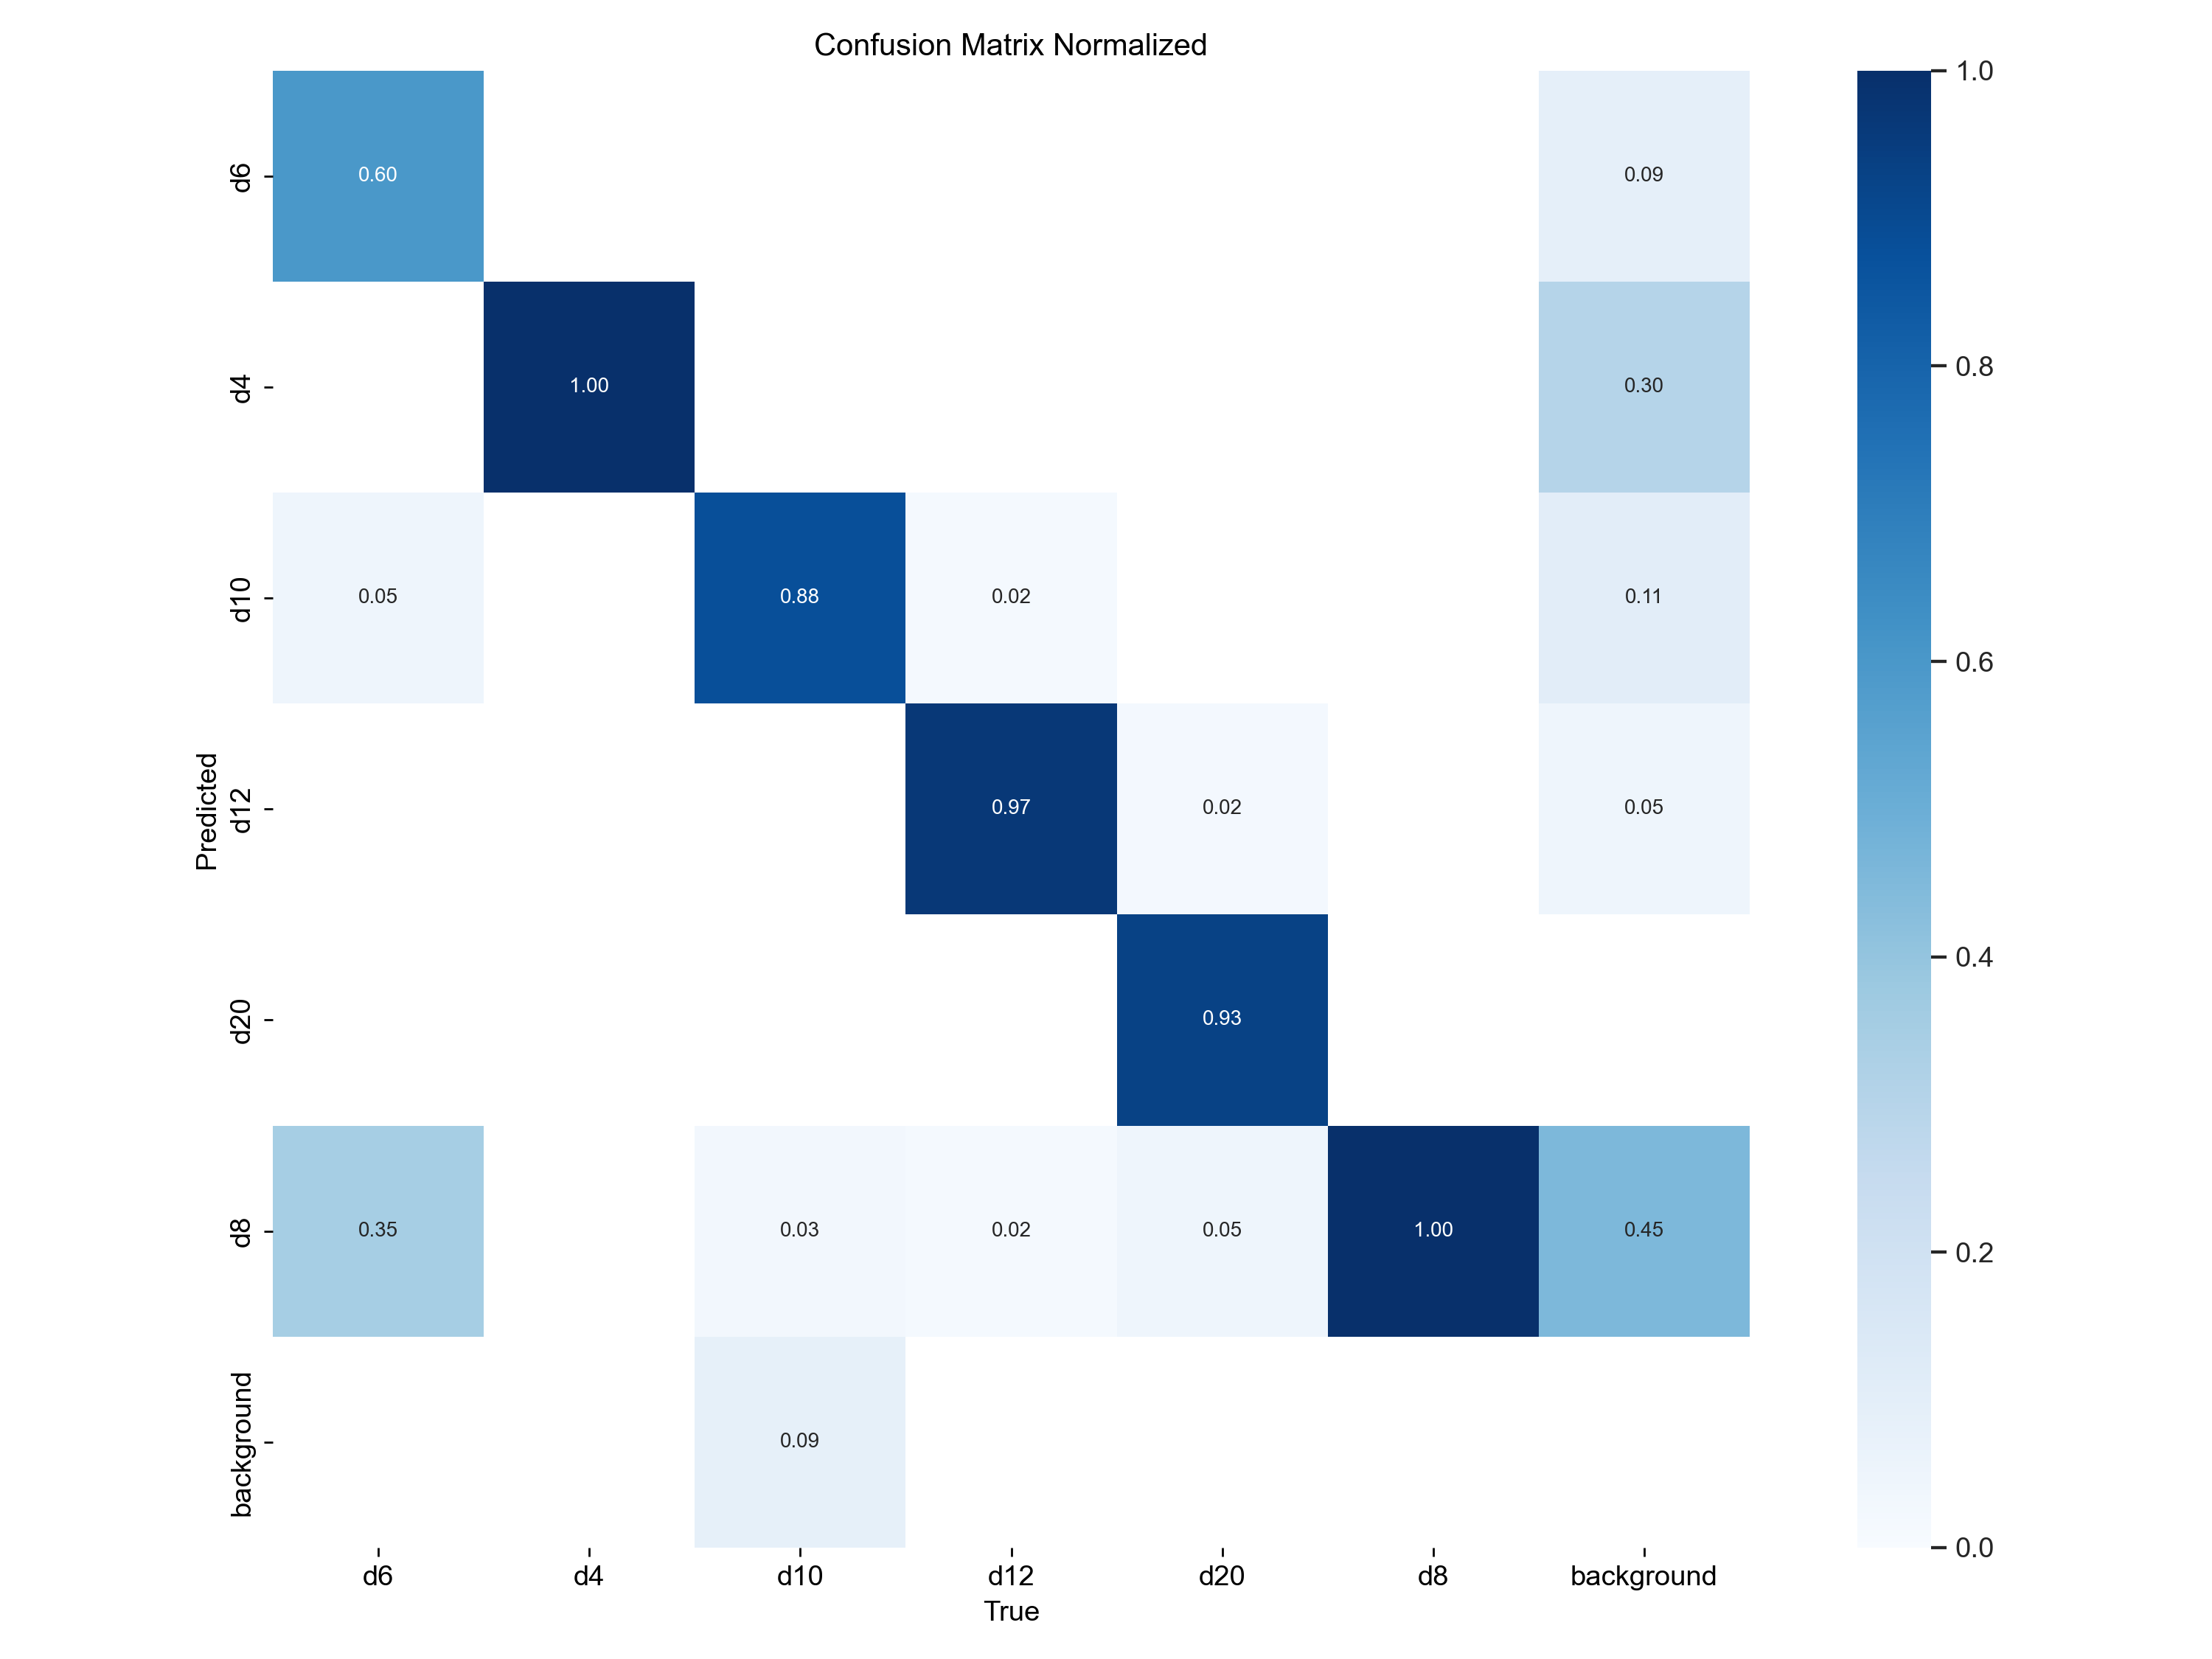 Confusion Matrix Normalized
d6 0.60 0.09 1.0
d4 1.00 0.30 0.8
d10 0.05 0.88 0.02 0.11 0.6
Predicted
d12 0.97 0.02 0.05 0.4
d20 0.93
d8 0.35 0.03 0.02 0.05 1.00 0.45 0.2
background 0.09 0.0
d6 d4 d10 d12 d20 d8 background
True